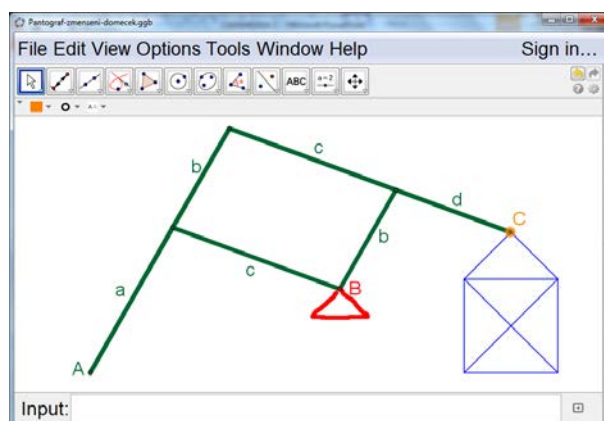 Pantograf-zmenseni-domecek.ggb
File Edit View Options Tools Window Help Sign in...
ABC a=2
c
b
d
C
b
c
B
a
A
Input: